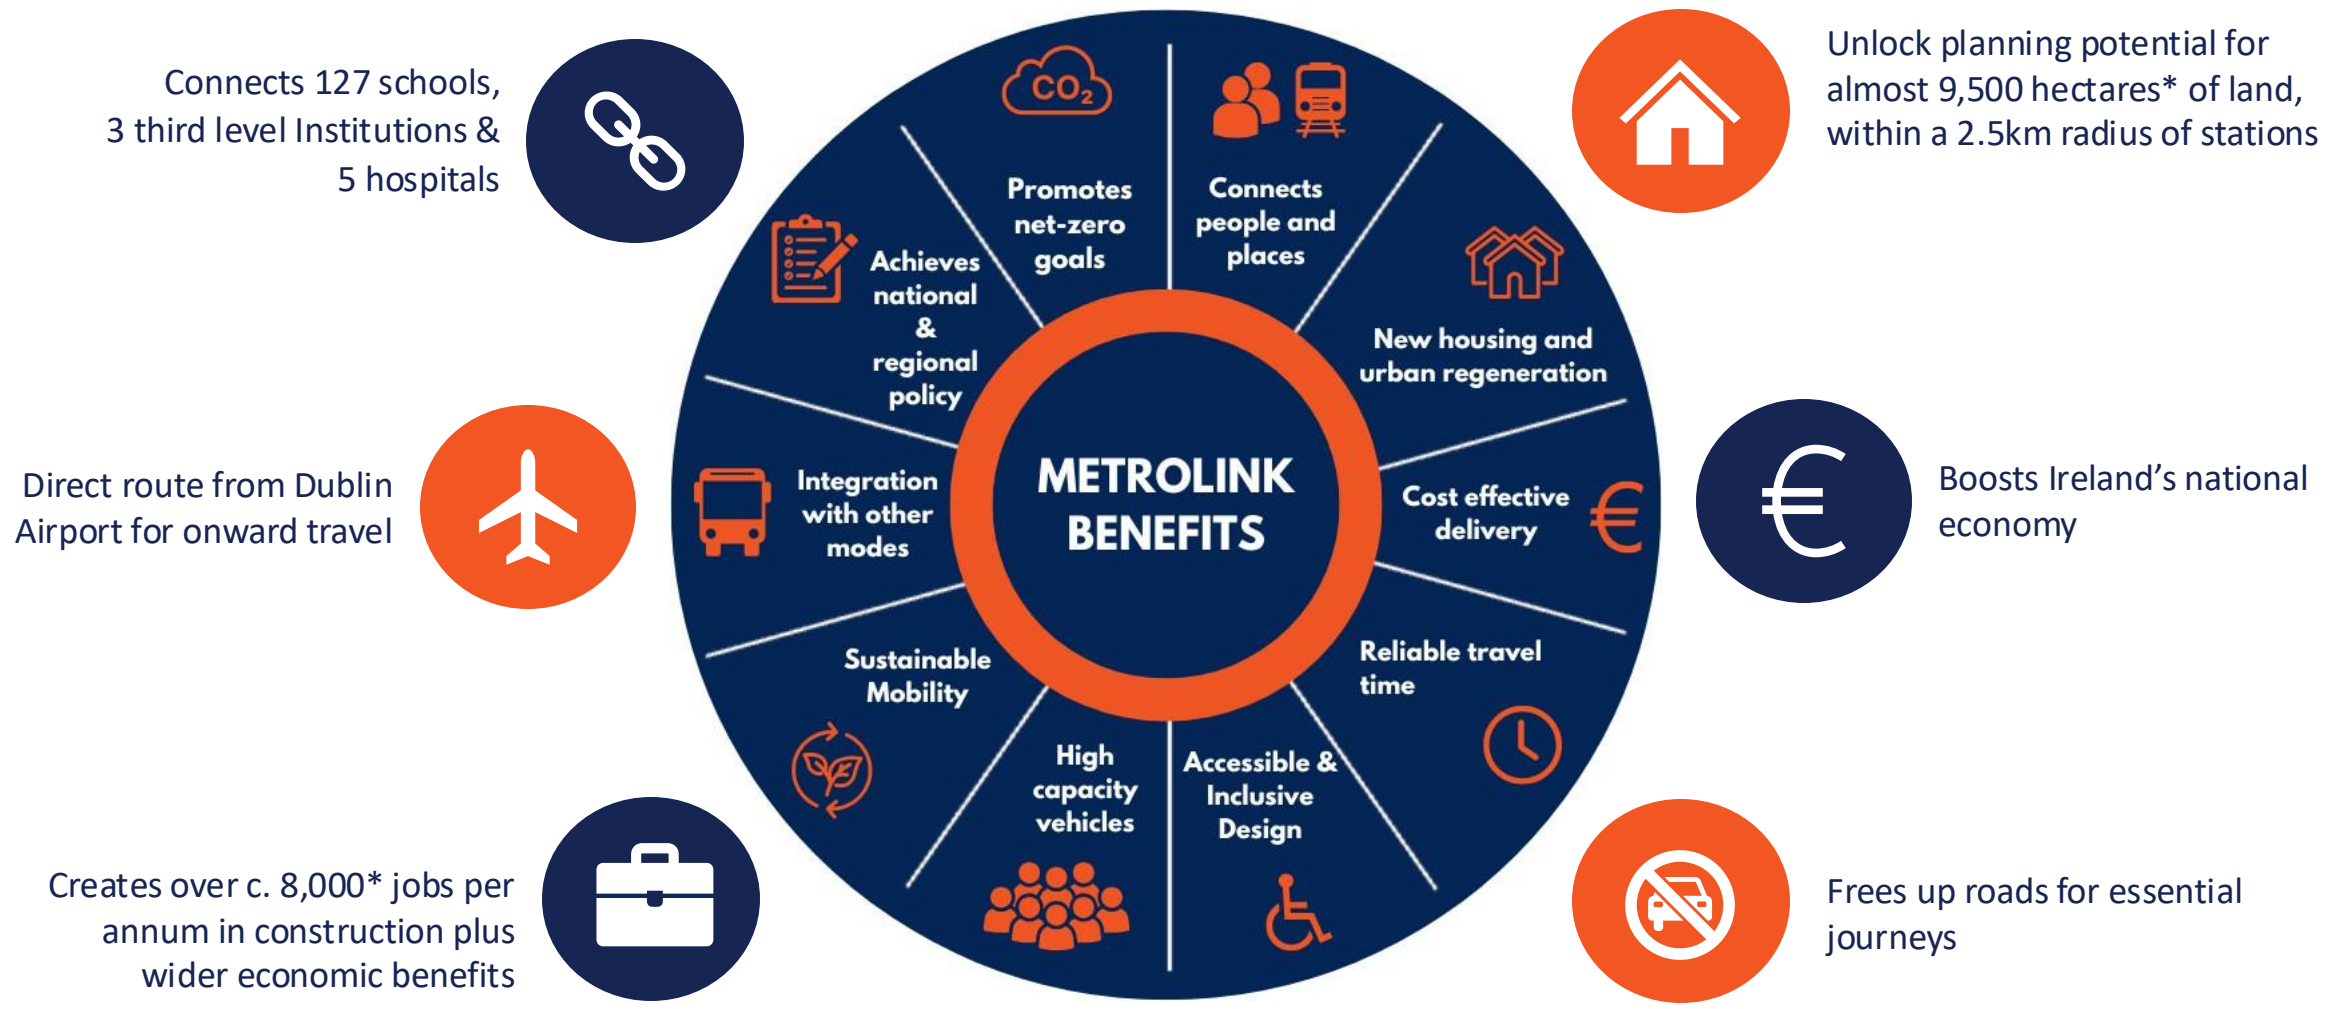 Connects 127 schools,
3 third level Institutions &
5 hospitals
Direct route from Dublin
Airport for onward travel
Creates over c. 8,000* jobs per
annum in construction plus
wider economic benefits
CO₂
Promotes
net-zero
goals
Connects
people and
places
New housing and
urban regeneration
Cost effective
delivery
€
Reliable travel
time
Accessible &
Inclusive
Design
High
capacity
vehicles
Sustainable
Mobility
Integration
with other
modes
Achieves
national
&
regional
policy
METROLINK
BENEFITS
Unlock planning potential for
almost 9,500 hectares* of land,
within a 2.5km radius of stations
€
Boosts Ireland’s national
economy
Frees up roads for essential
journeys